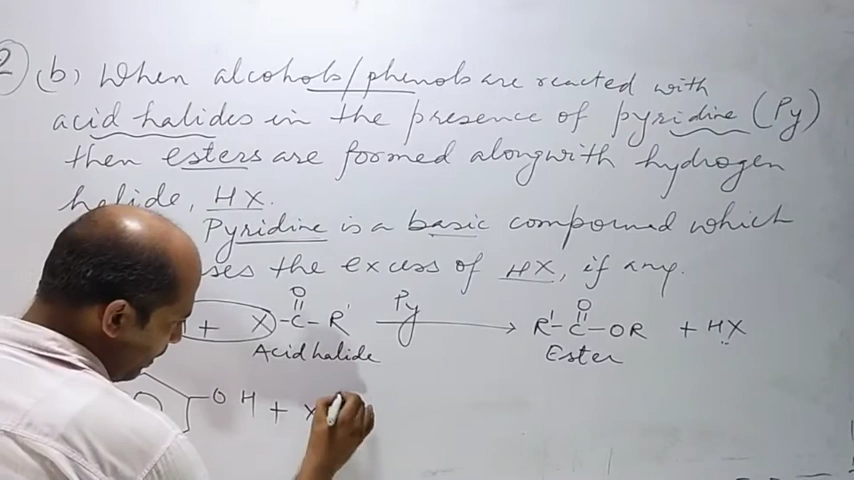 2 (b) When alcohols/phenols are reacted with
acid halides in the presence of pyridine (Py)
then esters are formed alongwith hydrogen
halide, HX.
Pyridine is a basic compound which
the excess of HX, if any.
+ X-C-R' Py → R'-C-OR + HX
O O
Acid halide Ester
OH + X